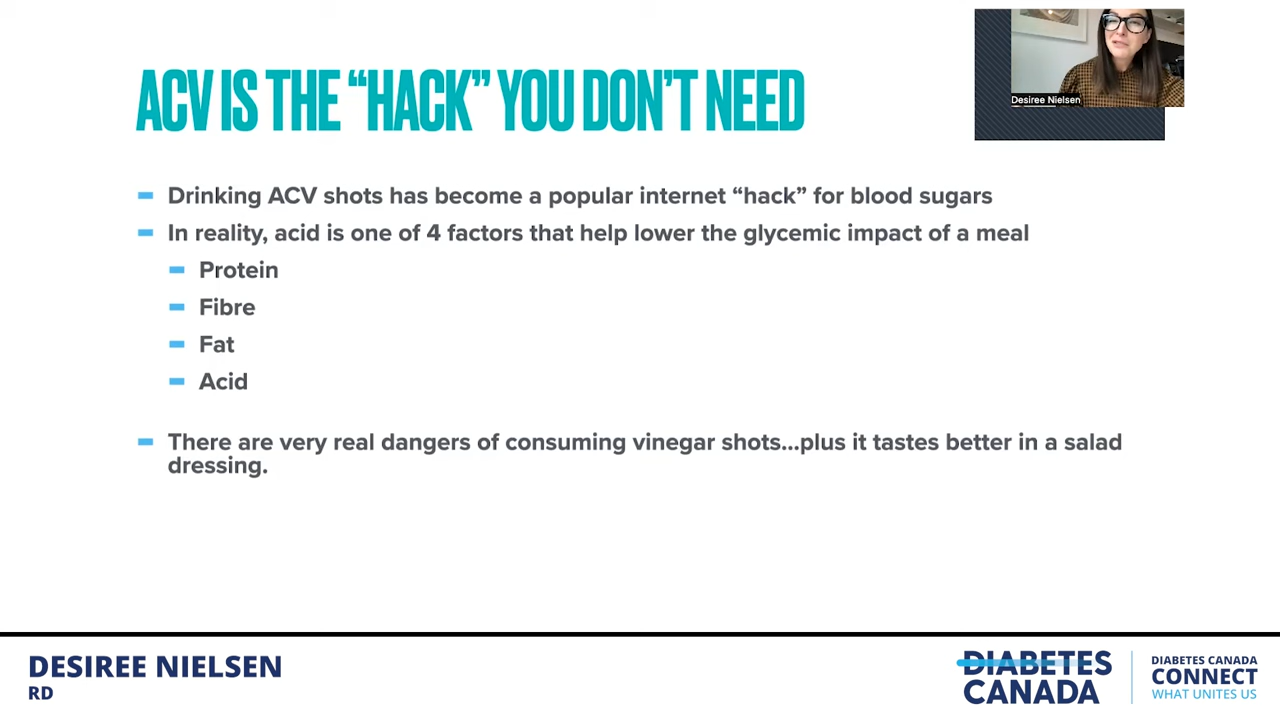 ACV IS THE “HACK” YOU DON’T NEED
Desiree Nielsen
Drinking ACV shots has become a popular internet “hack” for blood sugars
In reality, acid is one of 4 factors that help lower the glycemic impact of a meal
Protein
Fibre
Fat
Acid
There are very real dangers of consuming vinegar shots...plus it tastes better in a salad
dressing.
DESIREE NIELSEN
RD
DIABETES
CANADA
DIABETES CANADA
CONNECT
WHAT UNITES US